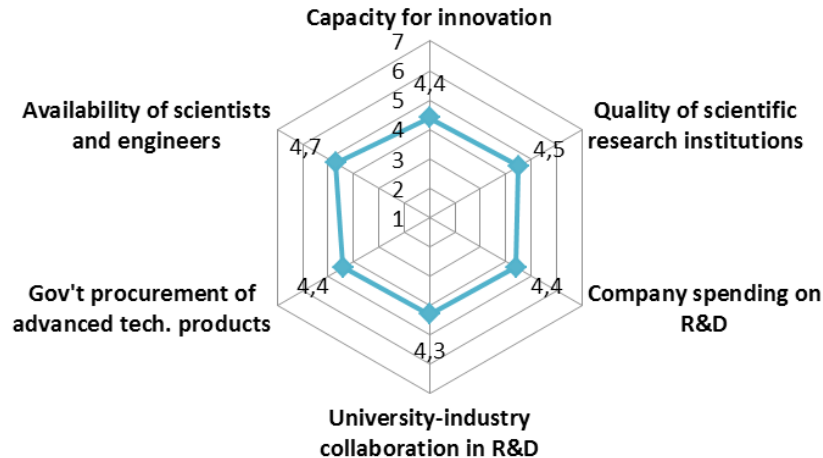 Capacity for innovation
7
6
4,4
5
4
3
2
1
Quality of scientific
research institutions
4,5
Company spending on
R&D
4,4
4,3
University-industry
collaboration in R&D
Gov't procurement of
advanced tech. products
4,4
Availability of scientists
and engineers
4,7